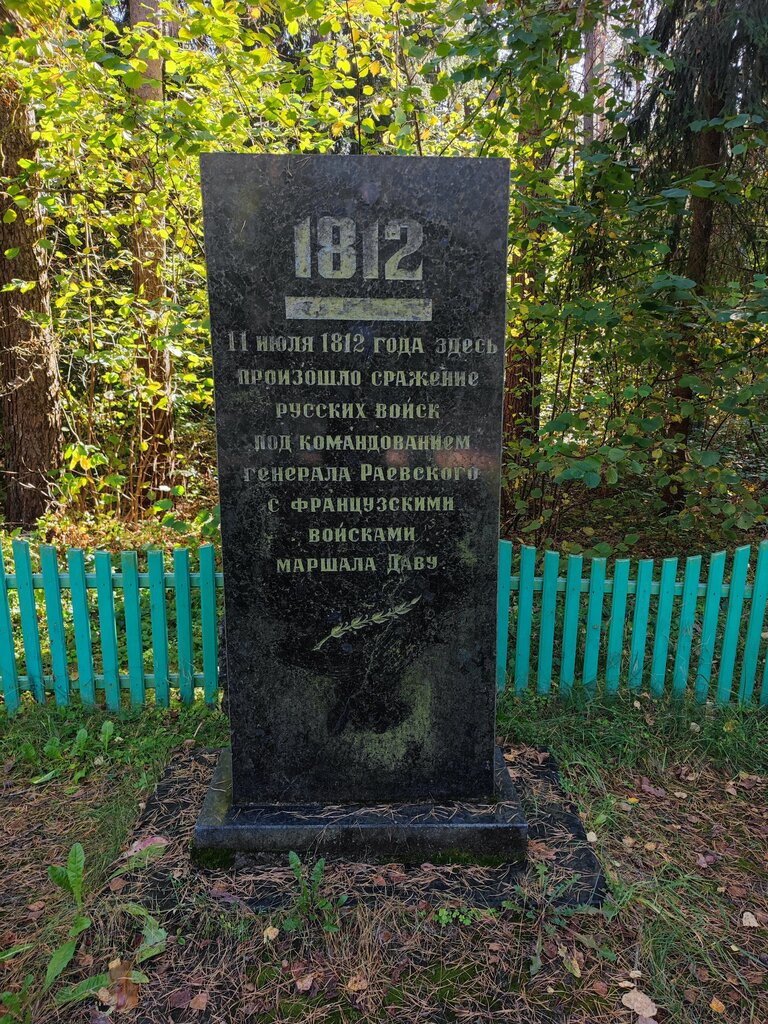 1812
11 июля 1812 года здесь
произошло сражение
русских войск
под командованием
генерала Раевского
с французскими
войсками
маршала Даву.